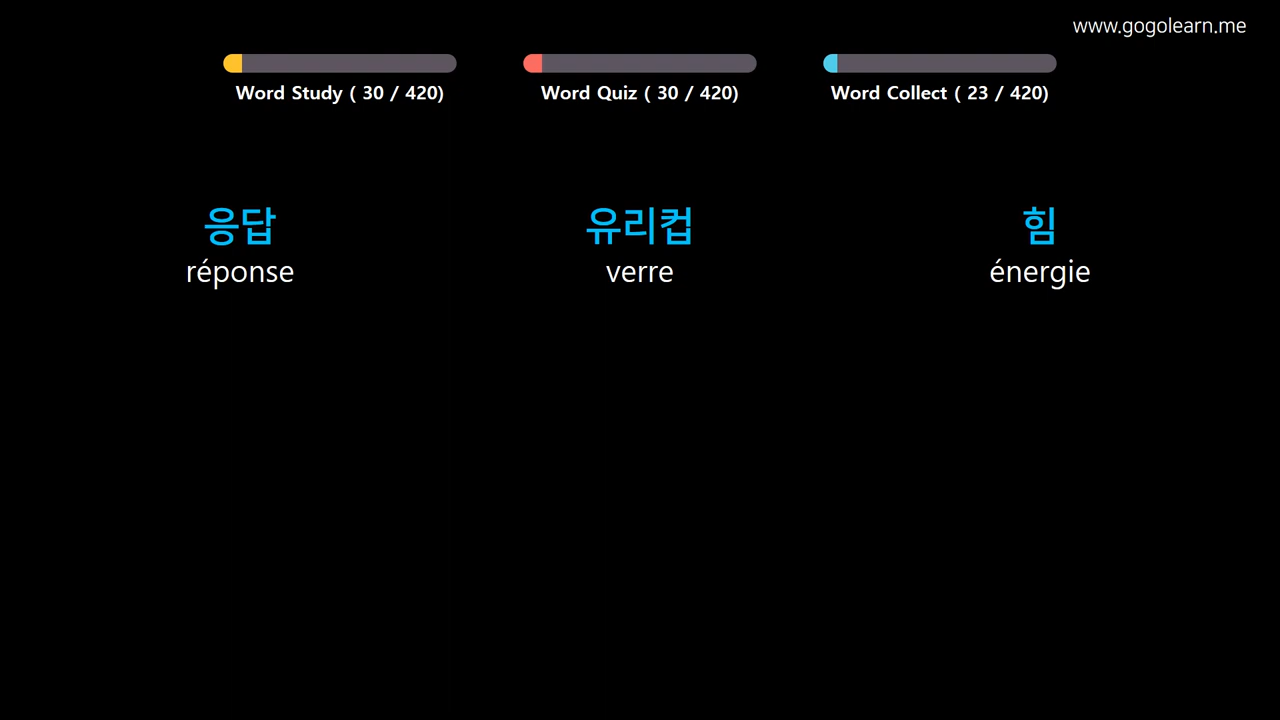 www.gogolearn.me
Word Study ( 30 / 420)
Word Quiz ( 30 / 420)
Word Collect ( 23 / 420)
응답
réponse
유리컵
verre
힘
énergie